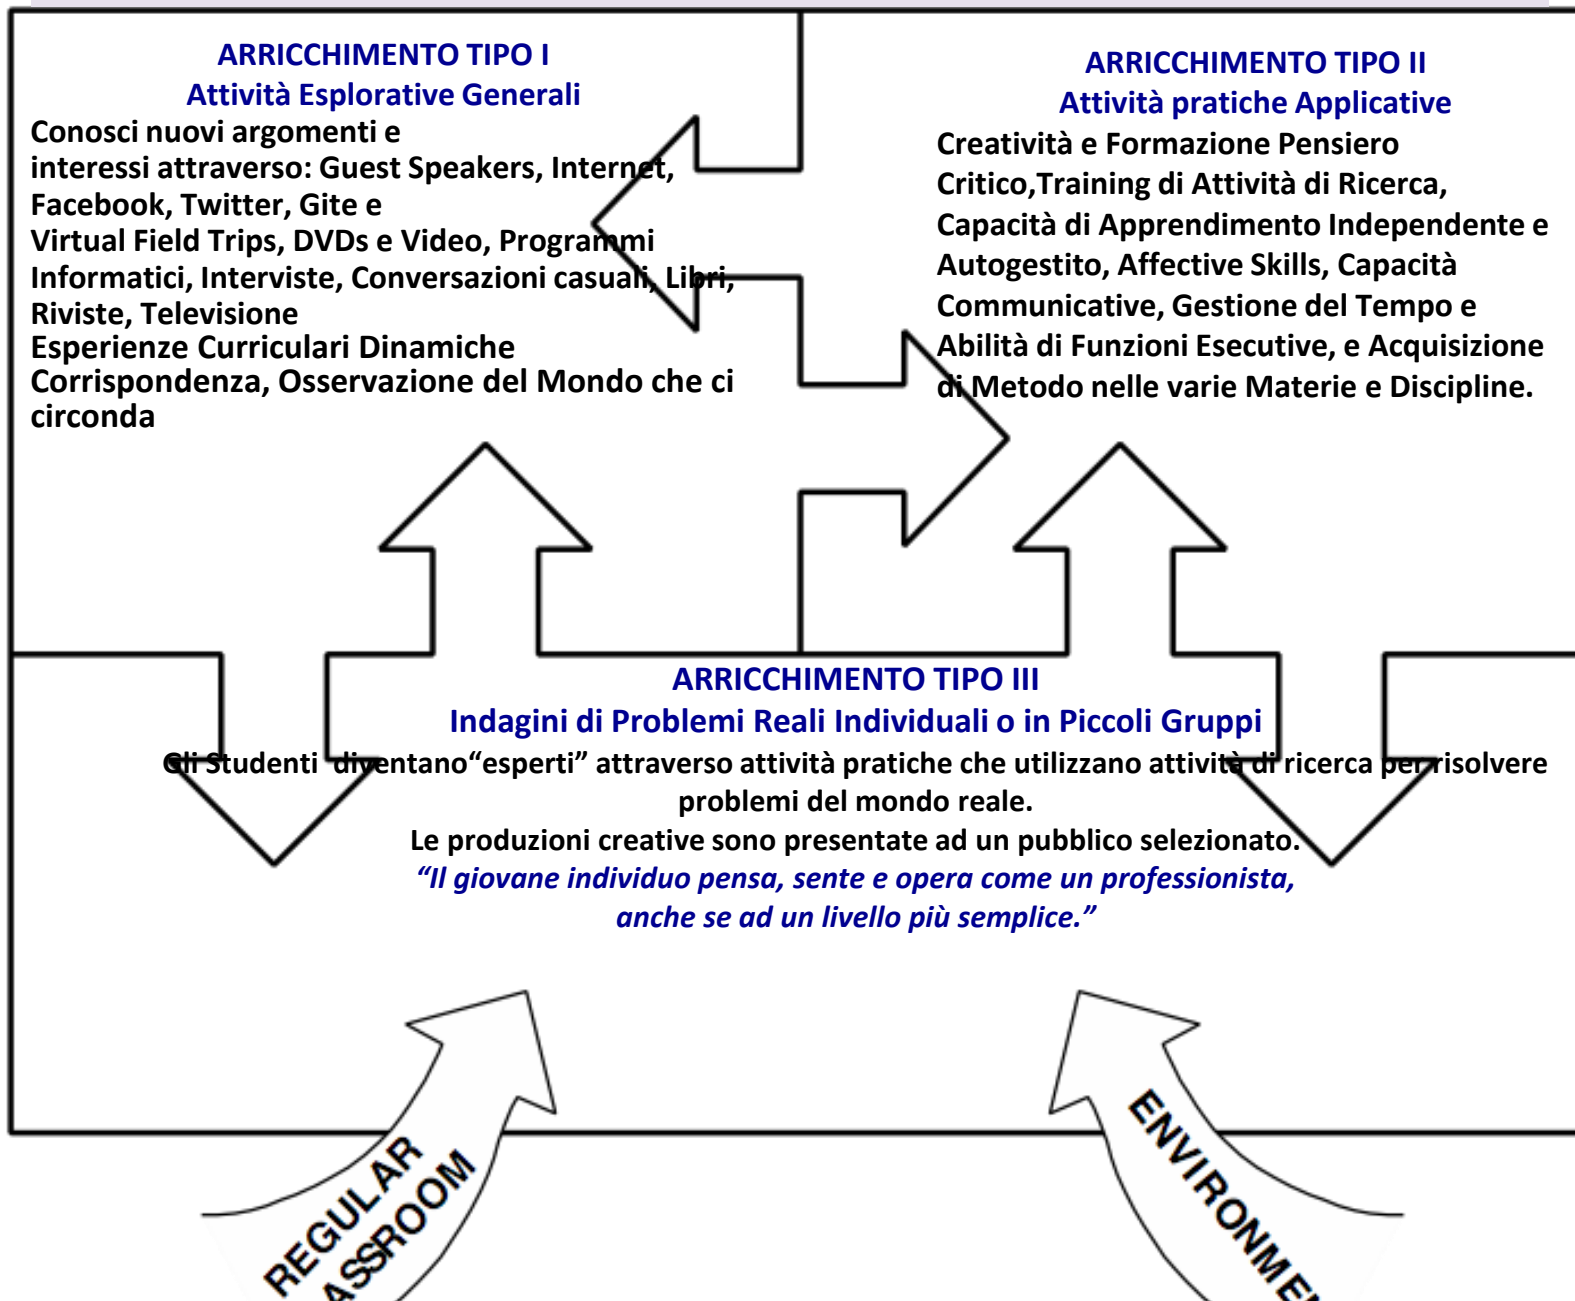 ARRICCHIMENTO TIPO I
Attività Esplorative Generali
Conosci nuovi argomenti e
interessi attraverso: Guest Speakers, Internet,
Facebook, Twitter, Gite e
Virtual Field Trips, DVDs e Video, Programmi
Informatici, Interviste, Conversazioni casuali, Libri,
Riviste, Televisione
Esperienze Curriculari Dinamiche
Corrispondenza, Osservazione del Mondo che ci
circonda
ARRICCHIMENTO TIPO II
Attività pratiche Applicative
Creatività e Formazione Pensiero
Critico,Training di Attività di Ricerca,
Capacità di Apprendimento Independente e
Autogestito, Affective Skills, Capacità
Communicative, Gestione del Tempo e
Abilità di Funzioni Esecutive, e Acquisizione
di Metodo nelle varie Materie e Discipline.
ARRICCHIMENTO TIPO III
Indagini di Problemi Reali Individuali o in Piccoli Gruppi
Gli Studenti diventano“esperti” attraverso attività pratiche che utilizzano attività di ricerca per risolvere
problemi del mondo reale.
Le produzioni creative sono presentate ad un pubblico selezionato.
“Il giovane individuo pensa, sente e opera come un professionista,
anche se ad un livello più semplice.”
REGULAR
ASSROOM
ENVIRONMEN